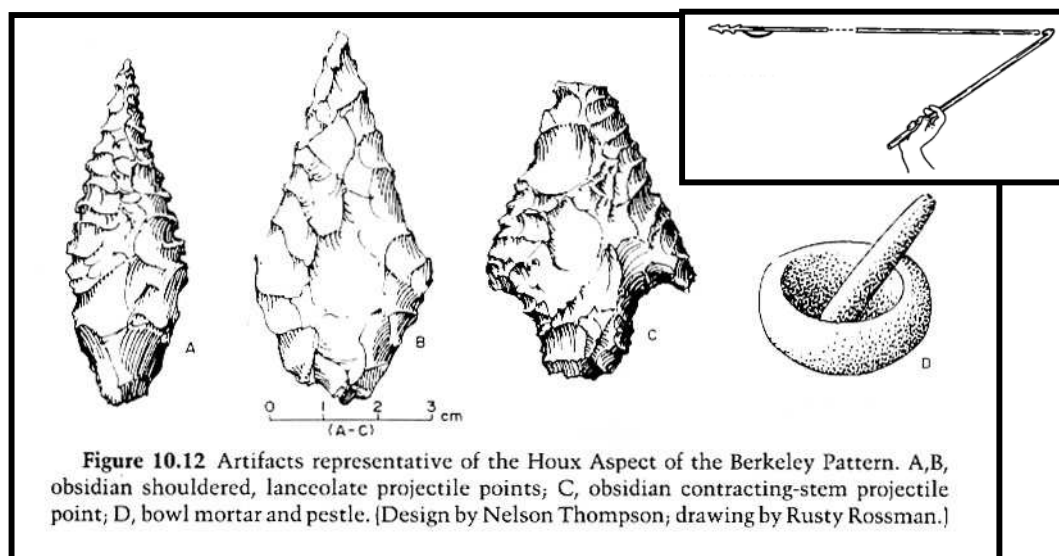 A
B
C
D
0 1 2 3 cm
(A-C)
Figure 10.12 Artifacts representative of the Houx Aspect of the Berkeley Pattern. A,B,
obsidian shouldered, lanceolate projectile points; C, obsidian contracting-stem projectile
point; D, bowl mortar and pestle. (Design by Nelson Thompson; drawing by Rusty Rossman.)